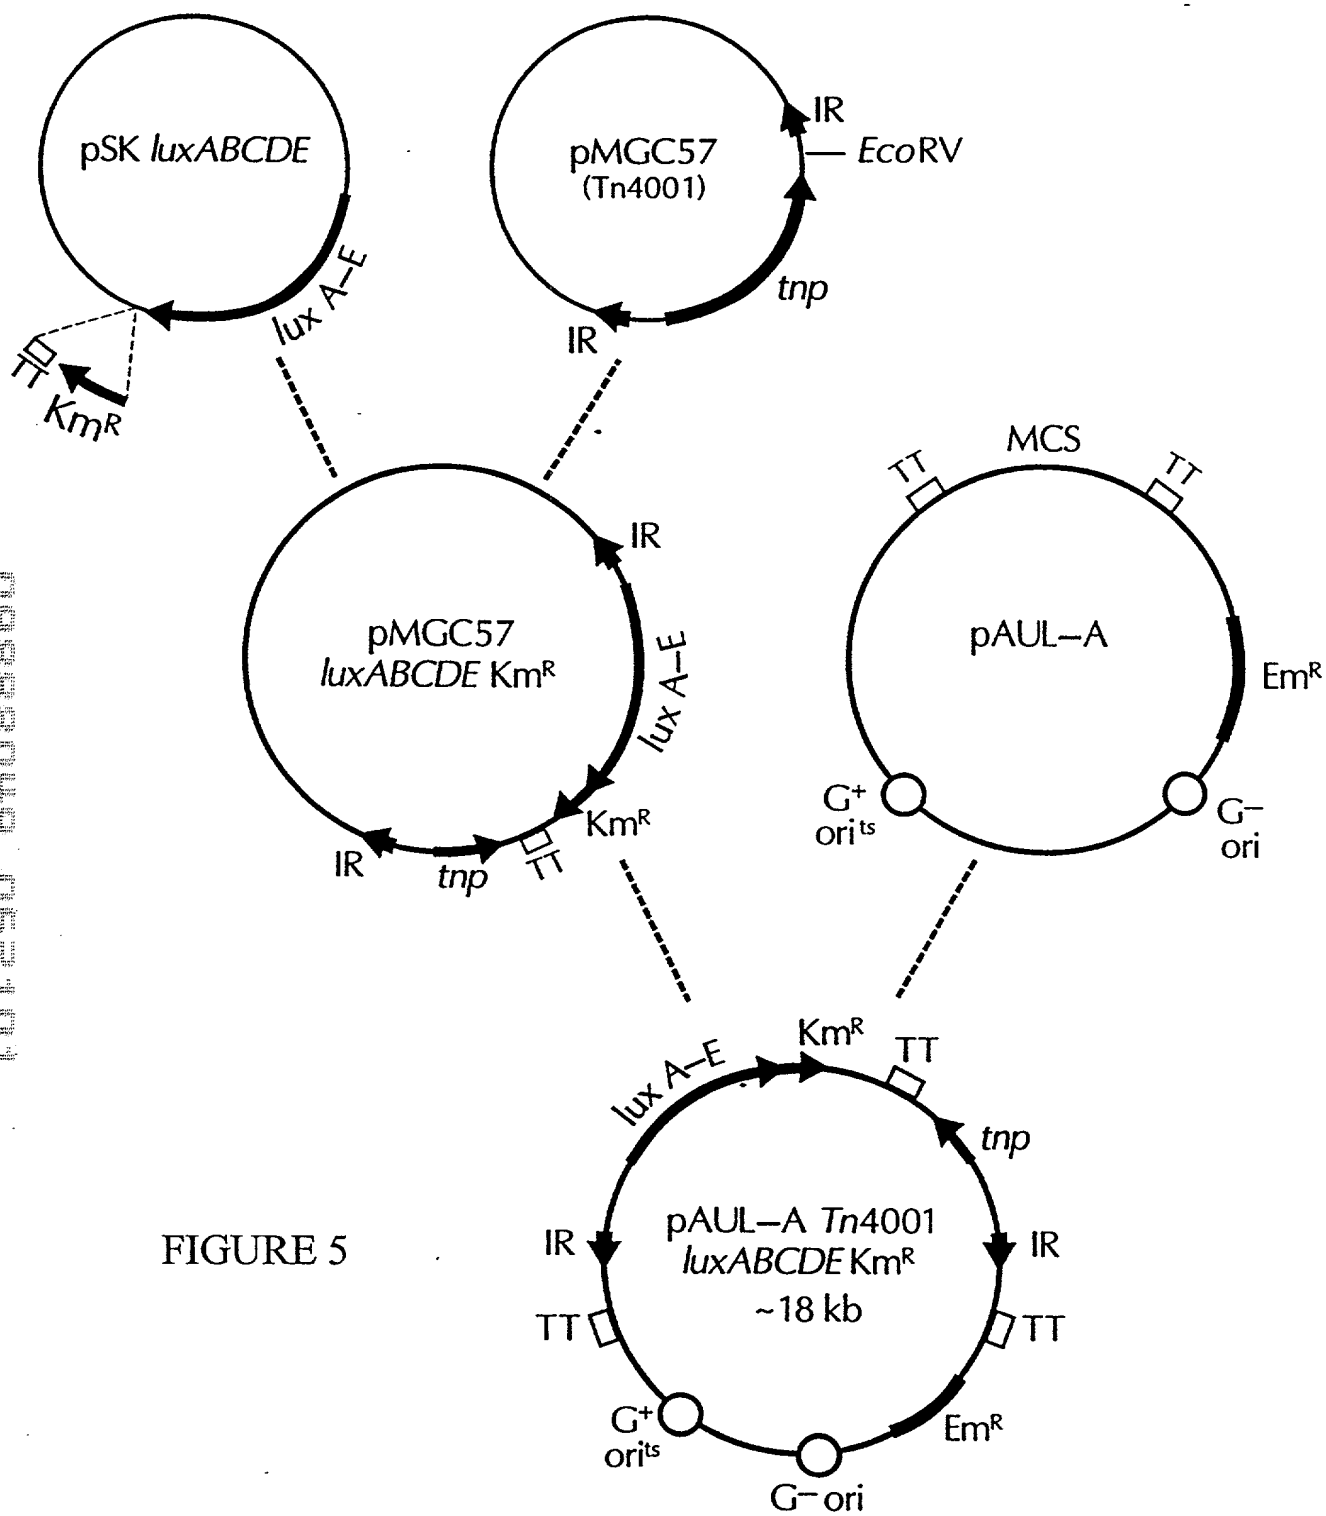 pSK luxABCDE
lux A–E
TT
Kmᴿ
pMGC57
(Tn4001)
IR
EcoRV
tnp
IR
pMGC57
luxABCDE Kmᴿ
IR
lux A–E
Kmᴿ
TT
tnp
IR
MCS
TT
TT
pAUL–A
Emᴿ
G⁺
oriᵗˢ
G–
ori
lux A–E
Kmᴿ
TT
tnp
IR
IR
pAUL–A Tn4001
luxABCDE Kmᴿ
~18 kb
TT
TT
G⁺
oriᵗˢ
G– ori
Emᴿ
FIGURE 5